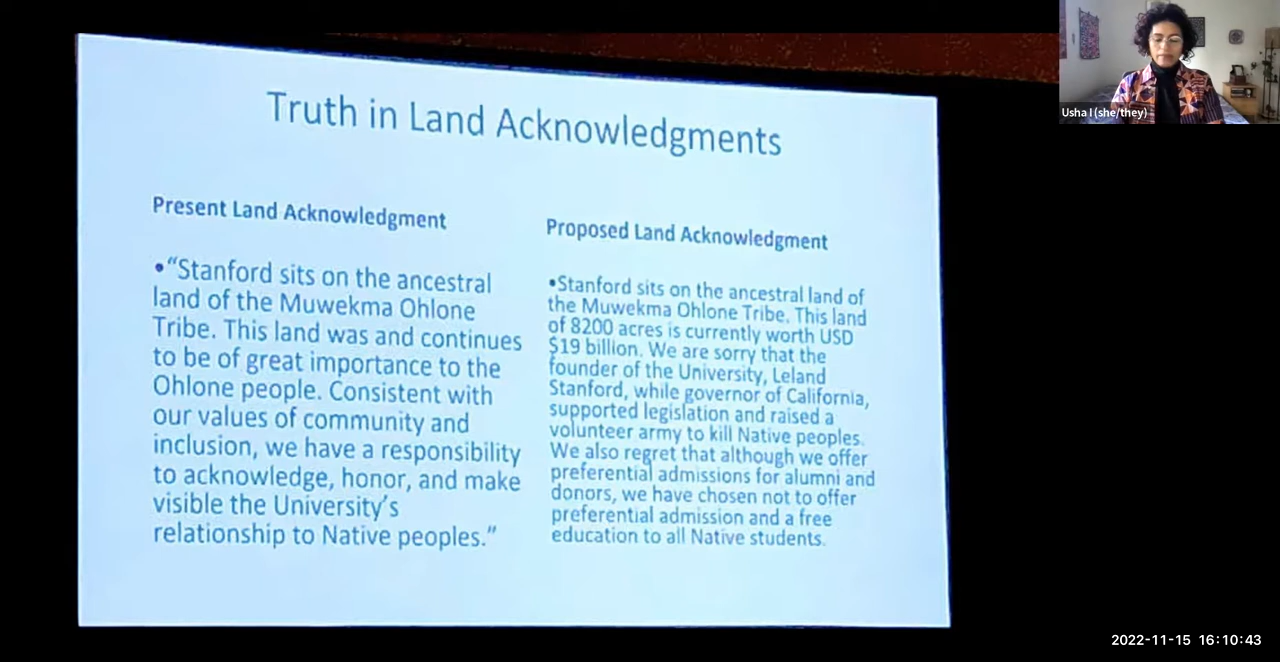 Truth in Land Acknowledgments
Present Land Acknowledgment
•“Stanford sits on the ancestral
land of the Muwekma Ohlone
Tribe. This land was and continues
to be of great importance to the
Ohlone people. Consistent with
our values of community and
inclusion, we have a responsibility
to acknowledge, honor, and make
visible the University’s
relationship to Native peoples.”
Proposed Land Acknowledgment
•Stanford sits on the ancestral land of
the Muwekma Ohlone Tribe. This land
of 8200 acres is currently worth USD
$19 billion. We are sorry that the
founder of the University, Leland
Stanford, while governor of California,
supported legislation and raised a
volunteer army to kill Native peoples.
We also regret that although we offer
preferential admissions for alumni and
donors, we have chosen not to offer
preferential admission and a free
education to all Native students.
Usha I (she/they)
2022-11-15 16:10:43